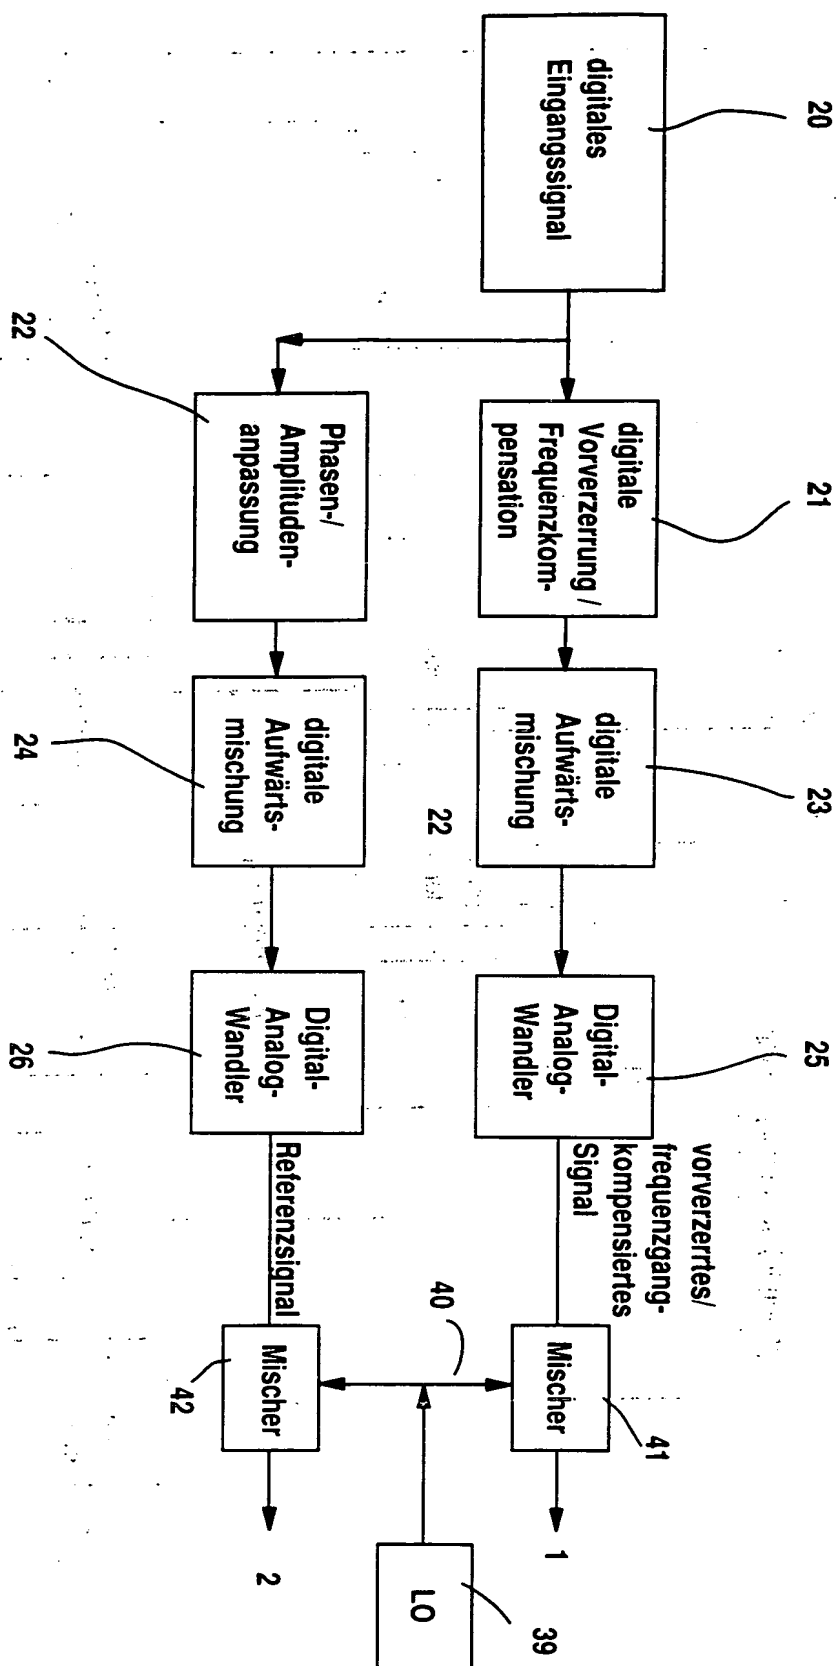 20
digitales
Eingangssignal
21
digitale
Vorverzerrung /
Frequenzkom-
pensation
22
Phasen-/
Amplituden-
anpassung
23
digitale
Aufwärts-
mischung
22
24
digitale
Aufwärts-
mischung
25
Digital-
Analog-
Wandler
26
Digital-
Analog-
Wandler
vorverzerrtes/
frequenzgang-
kompensiertes
Signal
Referenzsignal
41
Mischer
40
42
Mischer
1
2
39
LO